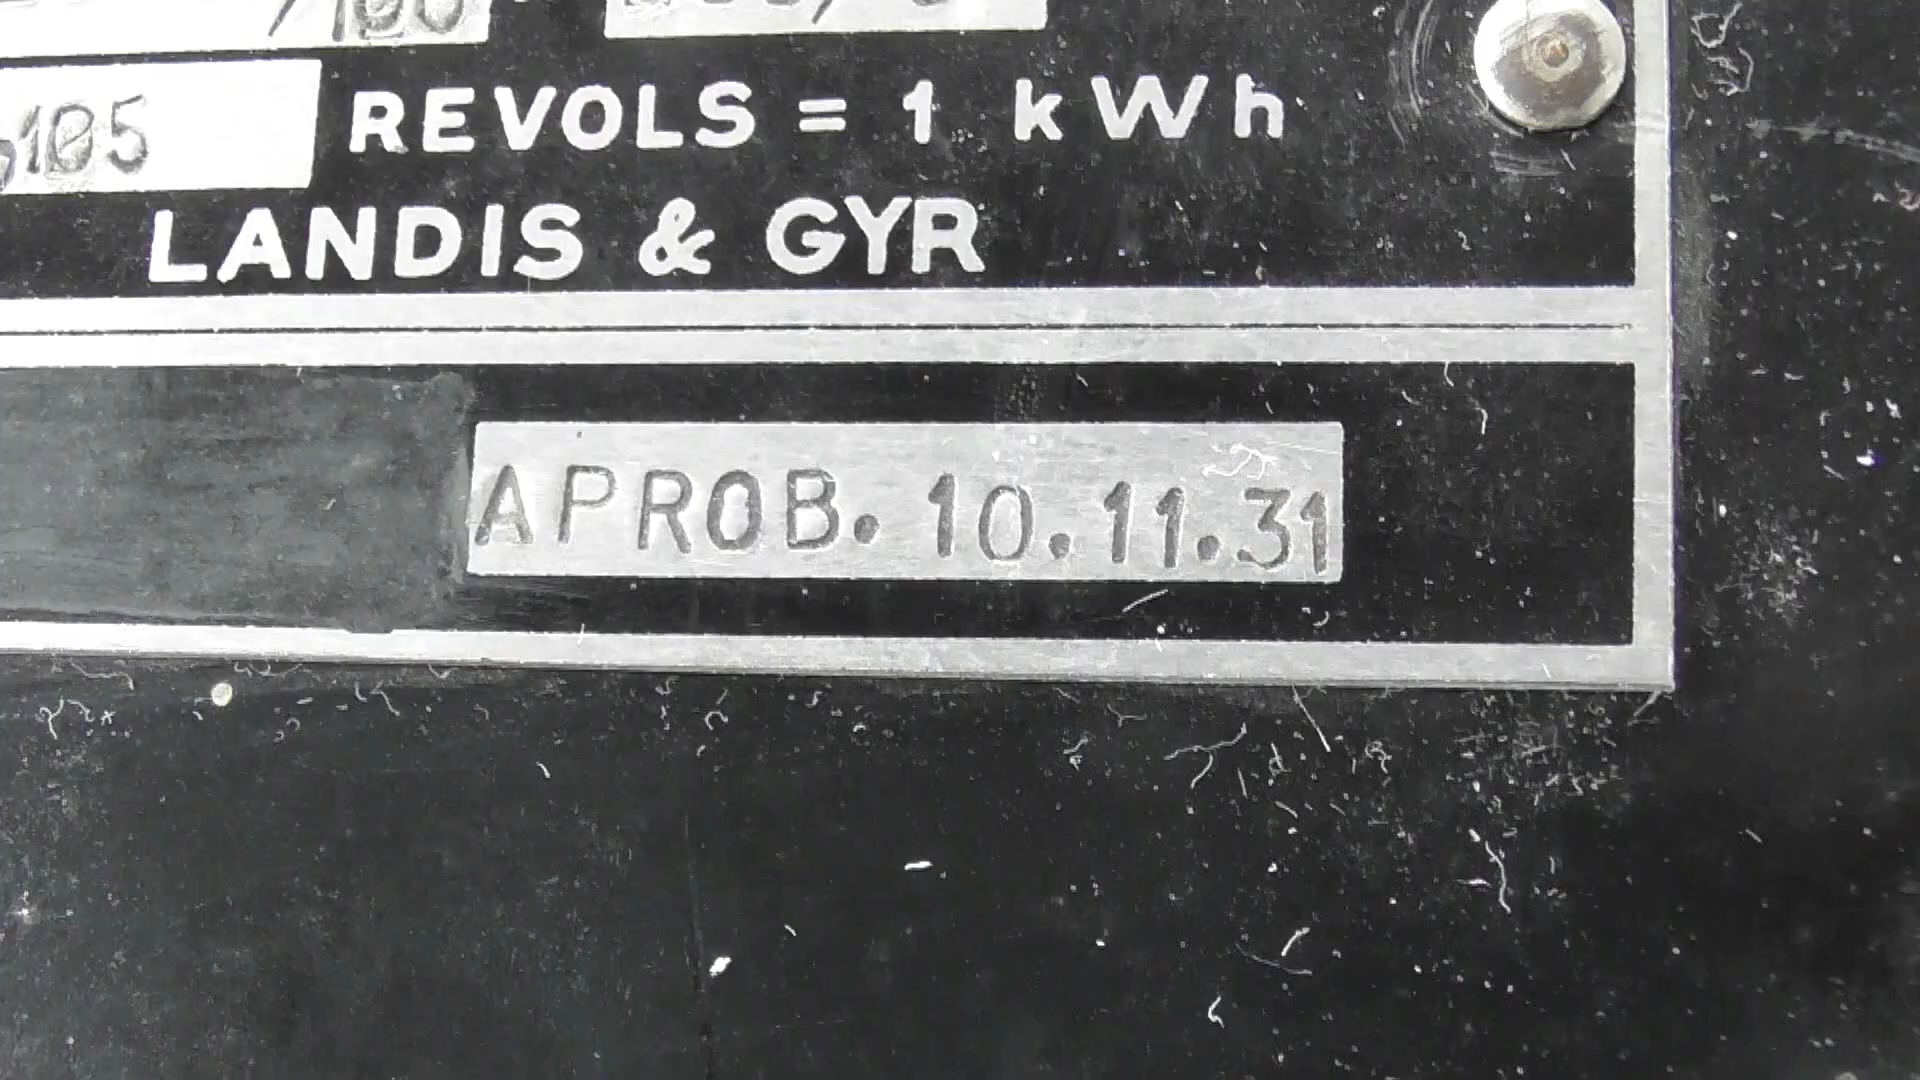 105 REVOLS = 1 kWh
LANDIS & GYR
APROB. 10.11.31